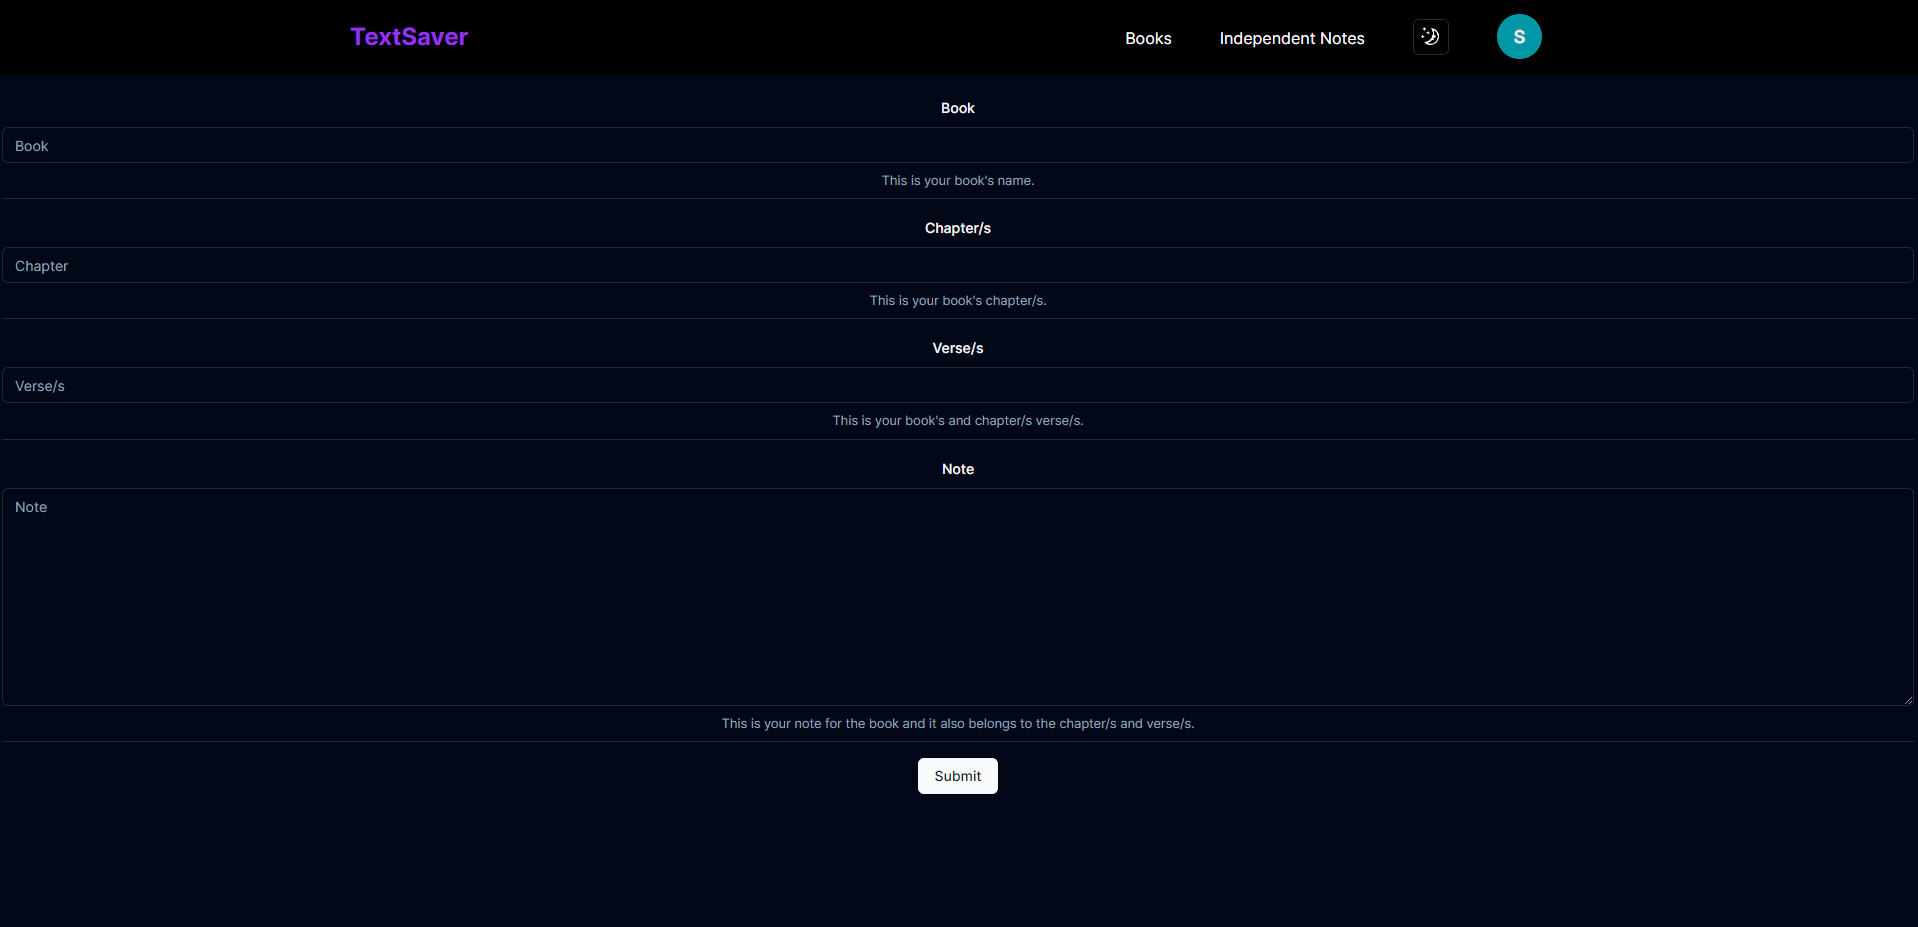 TextSaver
Books
Independent Notes
S
Book
Book
This is your book's name.
Chapter/s
Chapter
This is your book's chapter/s.
Verse/s
Verse/s
This is your book's and chapter/s verse/s.
Note
Note
This is your note for the book and it also belongs to the chapter/s and verse/s.
Submit